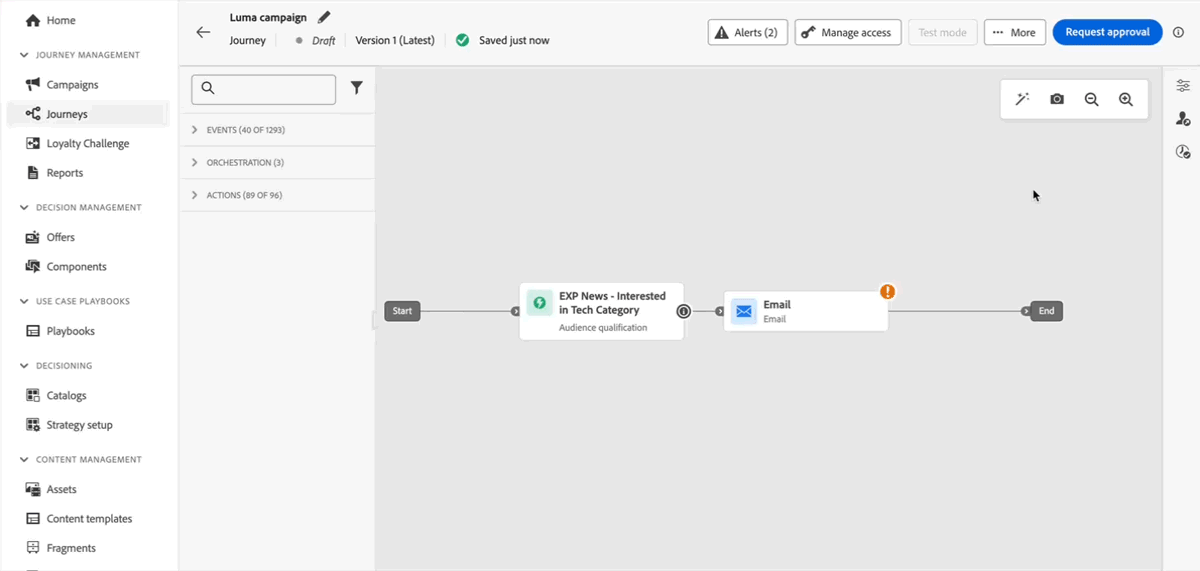 Home
JOURNEY MANAGEMENT
Campaigns
Journeys
Loyalty Challenge
Reports
DECISION MANAGEMENT
Offers
Components
USE CASE PLAYBOOKS
Playbooks
DECISIONING
Catalogs
Strategy setup
CONTENT MANAGEMENT
Assets
Content templates
Fragments
Luma campaign
Journey Draft Version 1 (Latest) Saved just now
Alerts (2) Manage access Test mode More Request approval
EVENTS (40 OF 1293)
ORCHESTRATION (3)
ACTIONS (89 OF 96)
Start
EXP News - Interested
in Tech Category
Audience qualification
Email
Email
End